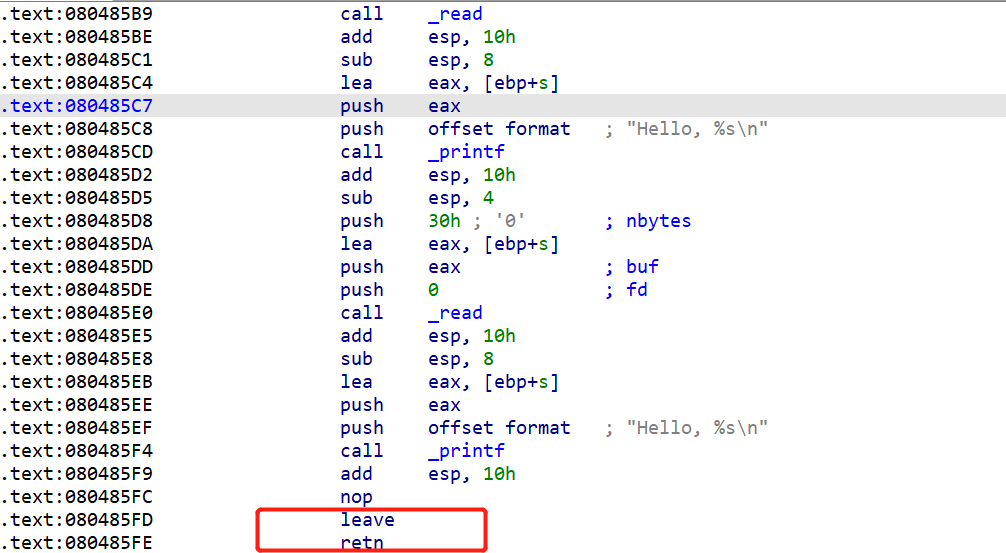 .text:080485B9 call _read
.text:080485BE add esp, 10h
.text:080485C1 sub esp, 8
.text:080485C4 lea eax, [ebp+s]
.text:080485C7 push eax
.text:080485C8 push offset format ; "Hello, %s\n"
.text:080485CD call _printf
.text:080485D2 add esp, 10h
.text:080485D5 sub esp, 4
.text:080485D8 push 30h ; '0' ; nbytes
.text:080485DA lea eax, [ebp+s]
.text:080485DD push eax ; buf
.text:080485DE push 0 ; fd
.text:080485E0 call _read
.text:080485E5 add esp, 10h
.text:080485E8 sub esp, 8
.text:080485EB lea eax, [ebp+s]
.text:080485EE push eax
.text:080485EF push offset format ; "Hello, %s\n"
.text:080485F4 call _printf
.text:080485F9 add esp, 10h
.text:080485FC nop
.text:080485FD leave
.text:080485FE retn